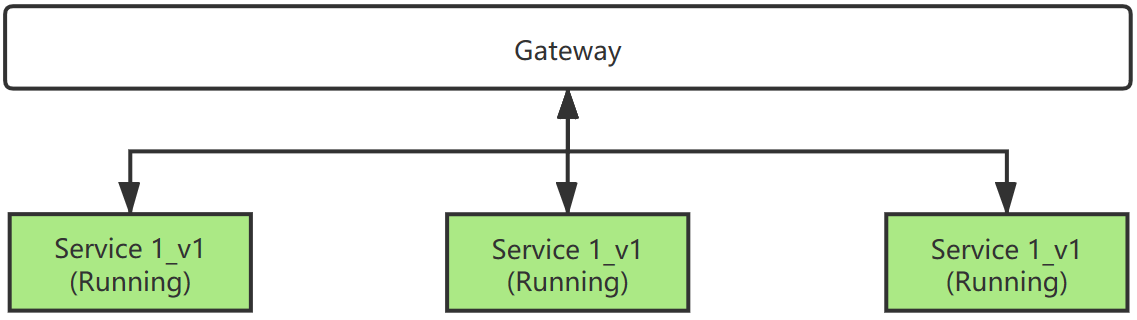 Gateway
Service 1_v1
(Running)
Service 1_v1
(Running)
Service 1_v1
(Running)